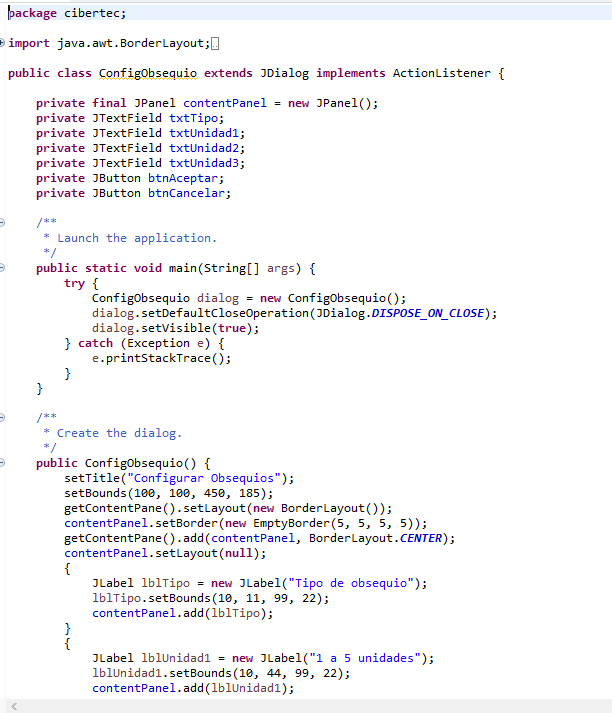 package cibertec;
import java.awt.BorderLayout;
public class ConfigObsequio extends JDialog implements ActionListener {
private final JPanel contentPanel = new JPanel();
private JTextField txtTipo;
private JTextField txtUnidad1;
private JTextField txtUnidad2;
private JTextField txtUnidad3;
private JButton btnAceptar;
private JButton btnCancelar;
/**
* Launch the application.
*/
public static void main(String[] args) {
try {
ConfigObsequio dialog = new ConfigObsequio();
dialog.setDefaultCloseOperation(JDialog.DISPOSE_ON_CLOSE);
dialog.setVisible(true);
} catch (Exception e) {
e.printStackTrace();
}
}
/**
* Create the dialog.
*/
public ConfigObsequio() {
setTitle("Configurar Obsequios");
setBounds(100, 100, 450, 185);
getContentPane().setLayout(new BorderLayout());
contentPanel.setBorder(new EmptyBorder(5, 5, 5, 5));
getContentPane().add(contentPanel, BorderLayout.CENTER);
contentPanel.setLayout(null);
{
JLabel lblTipo = new JLabel("Tipo de obsequio");
lblTipo.setBounds(10, 11, 99, 22);
contentPanel.add(lblTipo);
}
{
JLabel lblUnidad1 = new JLabel("1 a 5 unidades");
lblUnidad1.setBounds(10, 44, 99, 22);
contentPanel.add(lblUnidad1);